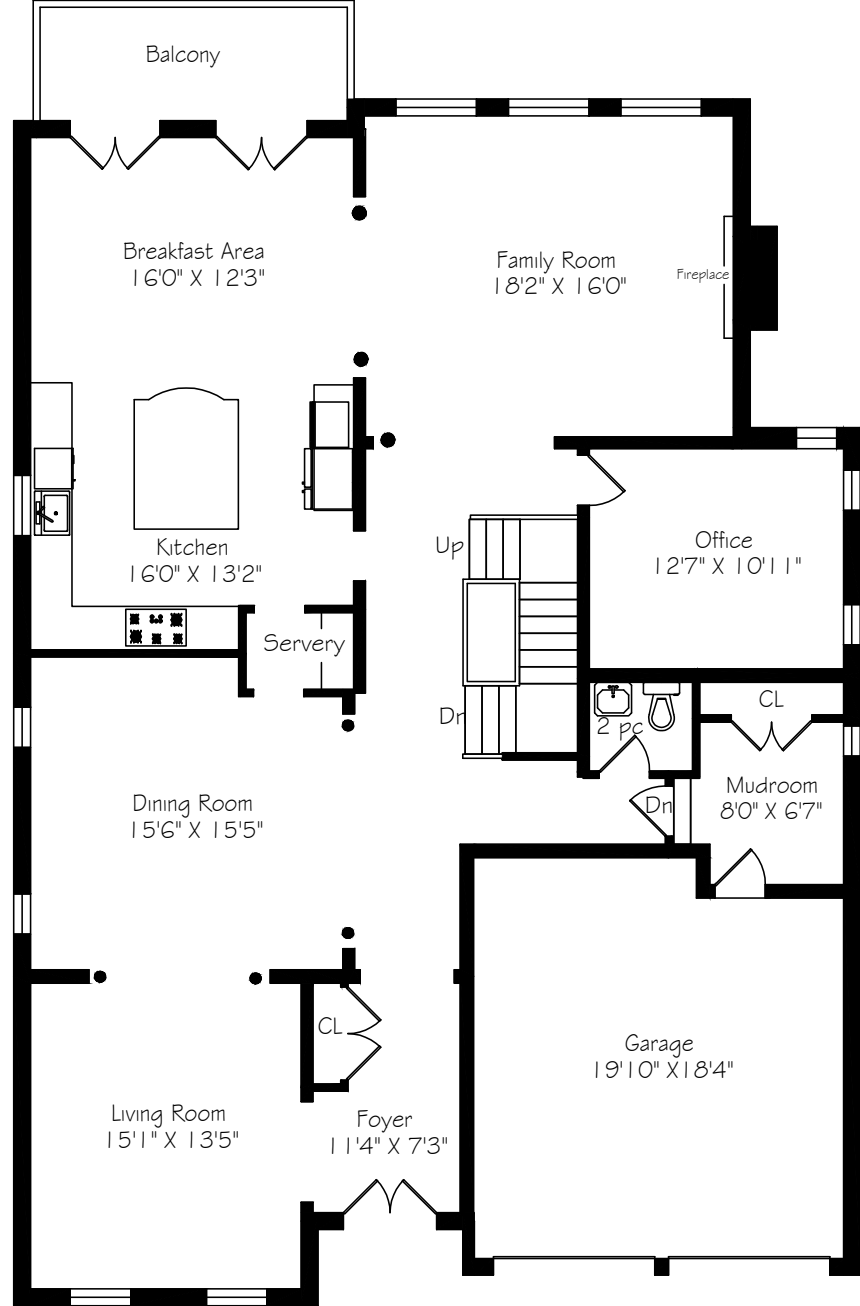 Balcony
Breakfast Area
16'0" X 12'3"
Family Room
18'2" X 16'0"
Fireplace
Kitchen
16'0" X 13'2"
Up
Office
12'7" X 10'11"
Servery
Dn
2 pc
CL
Dining Room
15'6" X 15'5"
Dn
Mudroom
8'0" X 6'7"
CL
Garage
19'10" X18'4"
Living Room
15'1" X 13'5"
Foyer
11'4" X 7'3"